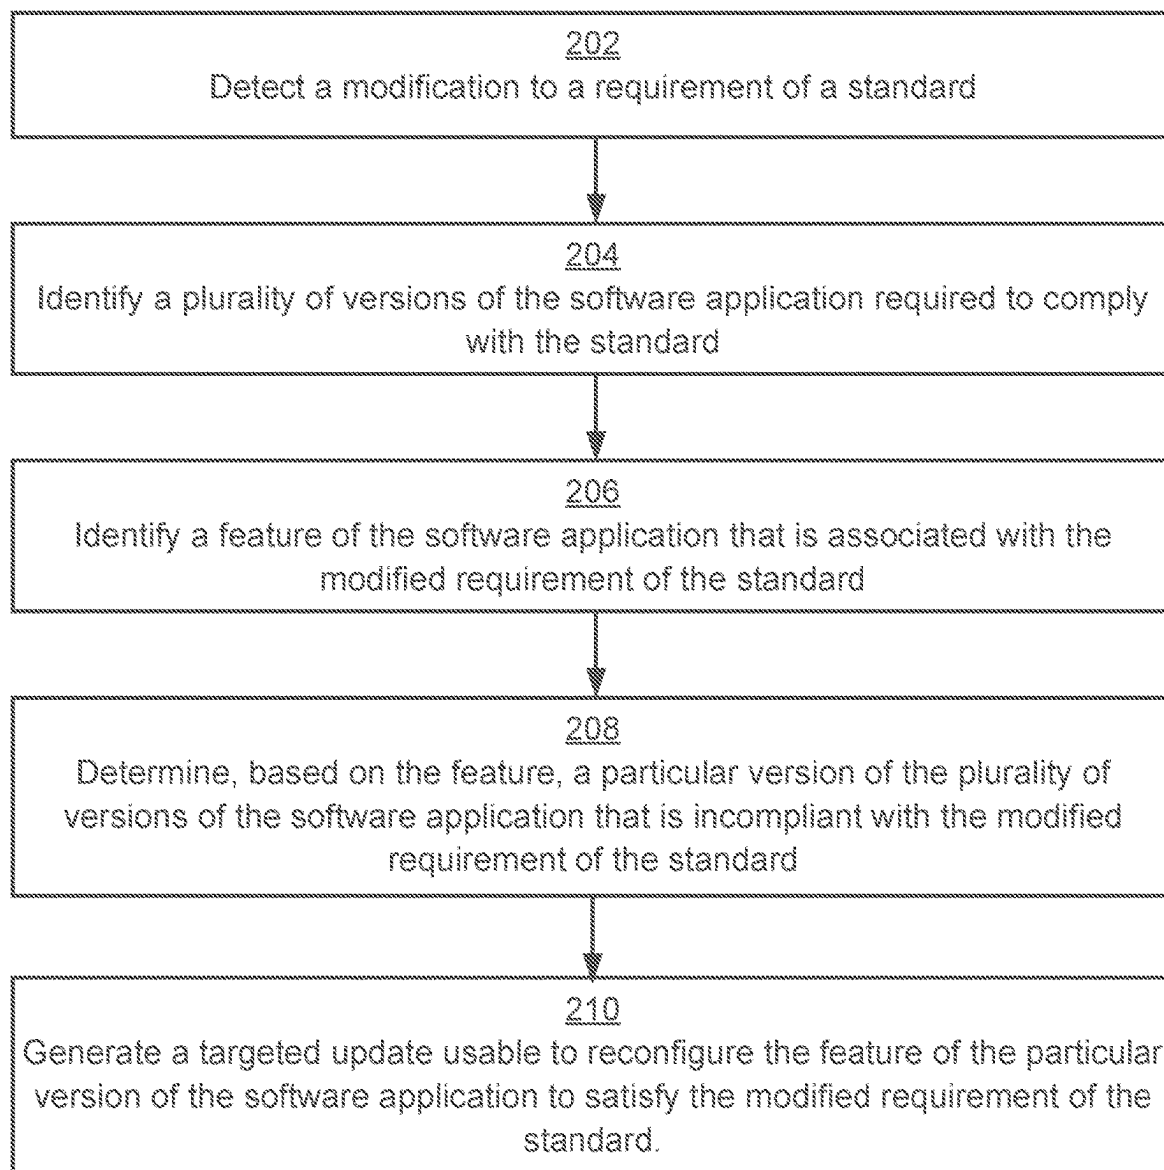 202
Detect a modification to a requirement of a standard
204
Identify a plurality of versions of the software application required to comply
with the standard
206
Identify a feature of the software application that is associated with the
modified requirement of the standard
208
Determine, based on the feature, a particular version of the plurality of
versions of the software application that is incompliant with the modified
requirement of the standard
210
Generate a targeted update usable to reconfigure the feature of the particular
version of the software application to satisfy the modified requirement of the
standard.